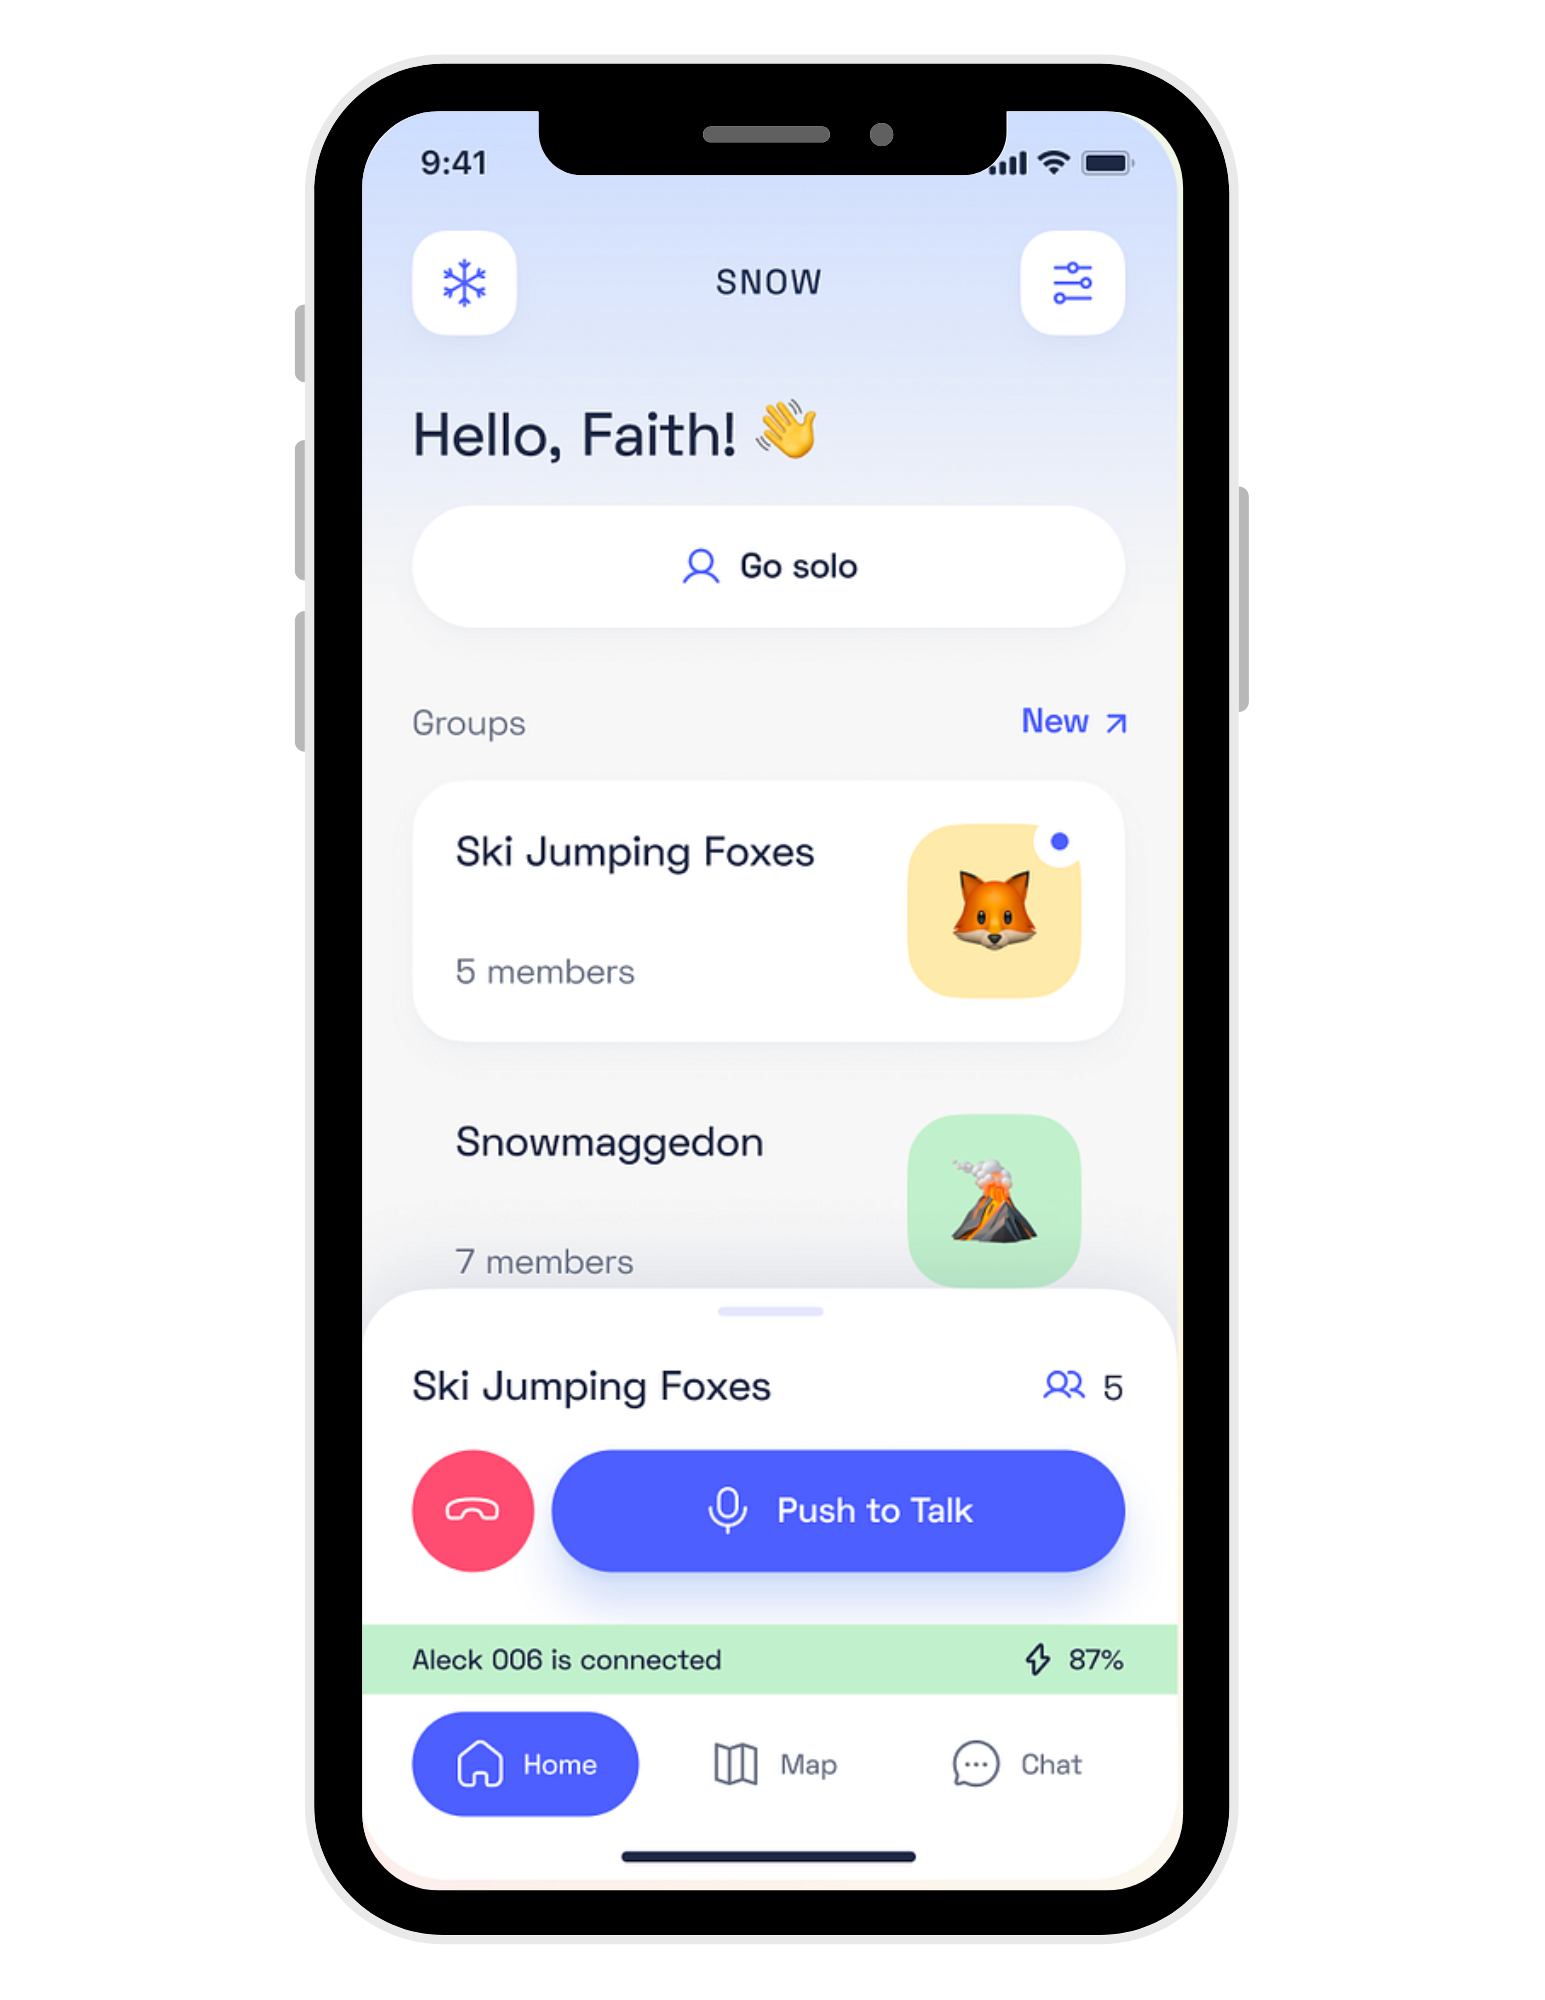 9:41
SNOW
Hello, Faith! 👋
Go solo
Groups
New
Ski Jumping Foxes
5 members
Snowmaggedon
7 members
Ski Jumping Foxes
5
Push to Talk
Aleck 006 is connected
87%
Home
Map
Chat